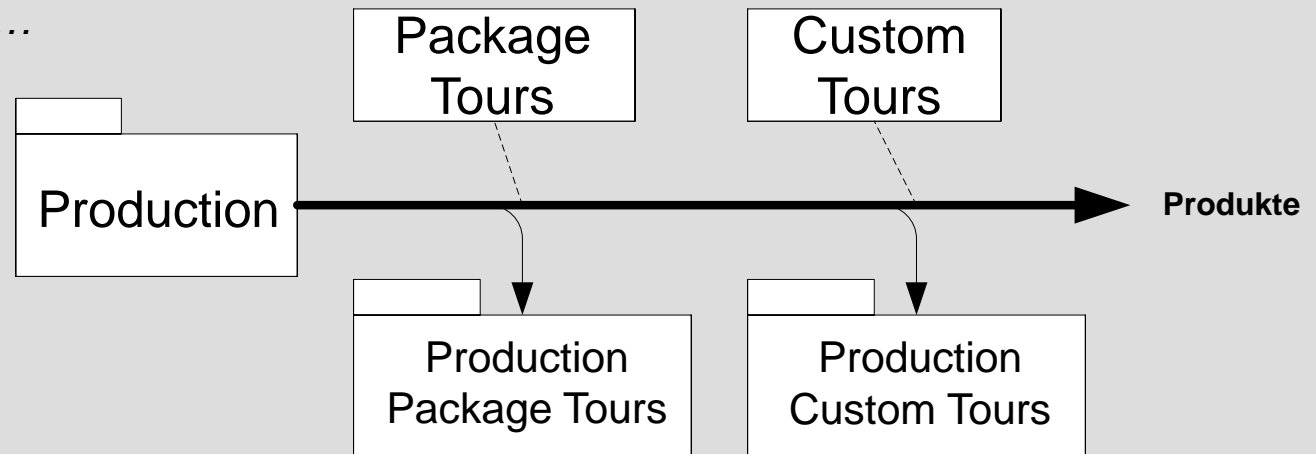 ...
Package
Tours
Custom
Tours
Production
Produkte
Production
Package Tours
Production
Custom Tours